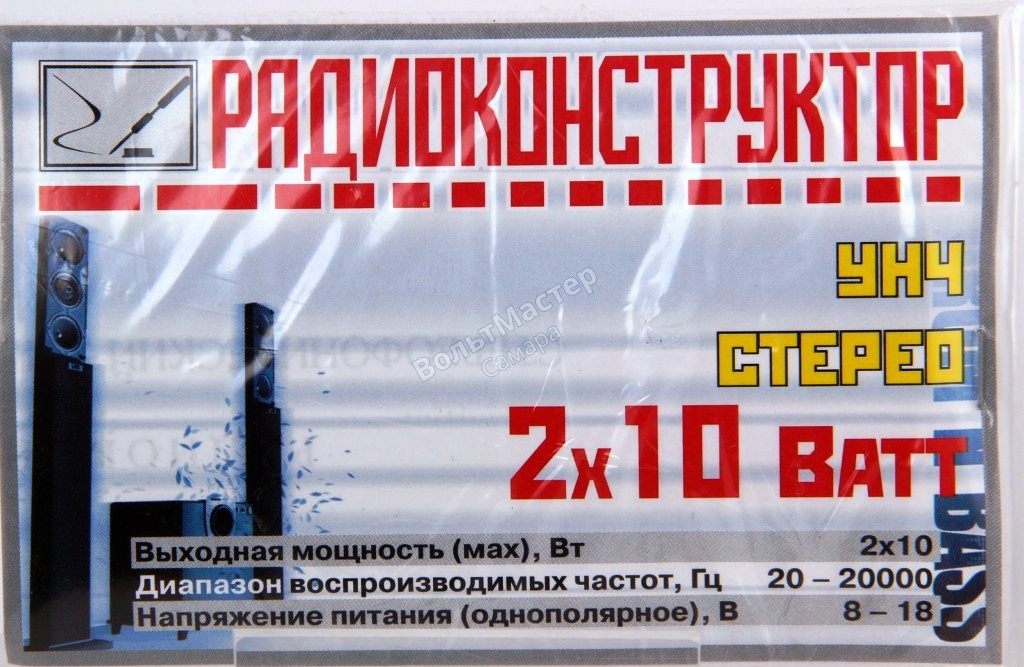 РАДИОКОНСТРУКТОР
УНЧ
СТЕРЕО
ВольтМастер
Самара
2х10 Ватт
BASS
Выходная мощность (мах), Вт 2х10
Диапазон воспроизводимых частот, Гц 20 – 20000
Напряжение питания (однополярное), В 8 – 18